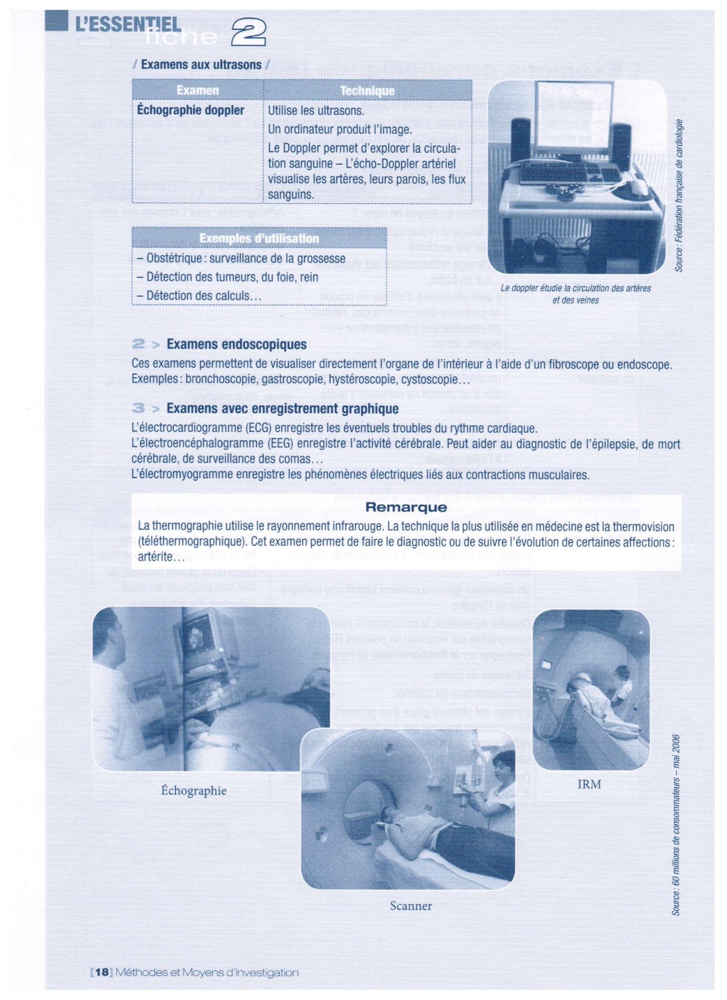 L'ESSENTIEL
fiche 2
/ Examens aux ultrasons /
Examen
Technique
Échographie doppler
Utilise les ultrasons.
Un ordinateur produit l'image.
Le Doppler permet d'explorer la circula-
tion sanguine – L'écho-Doppler artériel
visualise les artères, leurs parois, les flux
sanguins.
Exemples d'utilisation
– Obstétrique : surveillance de la grossesse
– Détection des tumeurs, du foie, rein
– Détection des calculs…
Source : Fédération française de cardiologie
Le doppler étudie la circulation des artères
et des veines
2 > Examens endoscopiques
Ces examens permettent de visualiser directement l'organe de l'intérieur à l'aide d'un fibroscope ou endoscope.
Exemples : bronchoscopie, gastroscopie, hystéroscopie, cystoscopie…
3 > Examens avec enregistrement graphique
L'électrocardiogramme (ECG) enregistre les éventuels troubles du rythme cardiaque.
L'électroencéphalogramme (EEG) enregistre l'activité cérébrale. Peut aider au diagnostic de l'épilepsie, de mort
cérébrale, de surveillance des comas…
L'électromyogramme enregistre les phénomènes électriques liés aux contractions musculaires.
Remarque
La thermographie utilise le rayonnement infrarouge. La technique la plus utilisée en médecine est la thermovision
(téléthermographique). Cet examen permet de faire le diagnostic ou de suivre l'évolution de certaines affections :
artérite…
Échographie
IRM
Scanner
Source : 60 millions de consommateurs – mai 2006
[18] Méthodes et Moyens d'Investigation